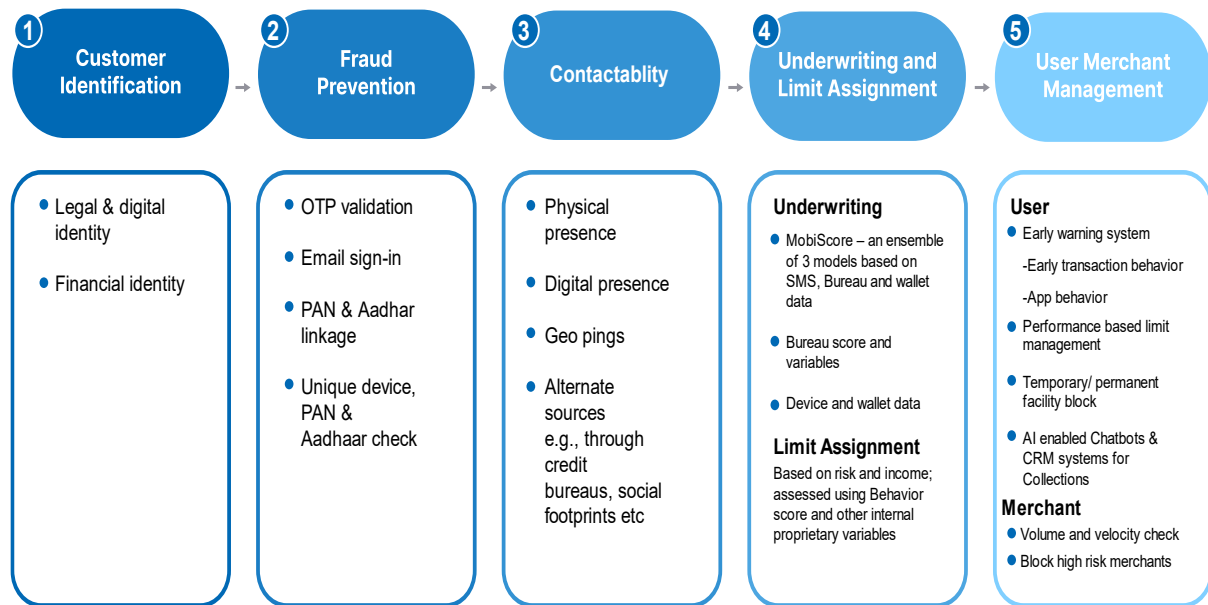 1
Customer
Identification
2
Fraud
Prevention
3
Contactablity
4
Underwriting and
Limit Assignment
5
User Merchant
Management
Legal & digital
identity
Financial identity
OTP validation
Email sign-in
PAN & Aadhar
linkage
Unique device,
PAN &
Aadhaar check
Physical
presence
Digital presence
Geo pings
Alternate
sources
e.g., through
credit
bureaus, social
footprints etc
Underwriting
MobiScore – an ensemble
of 3 models based on
SMS, Bureau and wallet
data
Bureau score and
variables
Device and wallet data
Limit Assignment
Based on risk and income;
assessed using Behavior
score and other internal
proprietary variables
User
Early warning system
-Early transaction behavior
-App behavior
Performance based limit
management
Temporary/ permanent
facility block
AI enabled Chatbots &
CRM systems for
Collections
Merchant
Volume and velocity check
Block high risk merchants